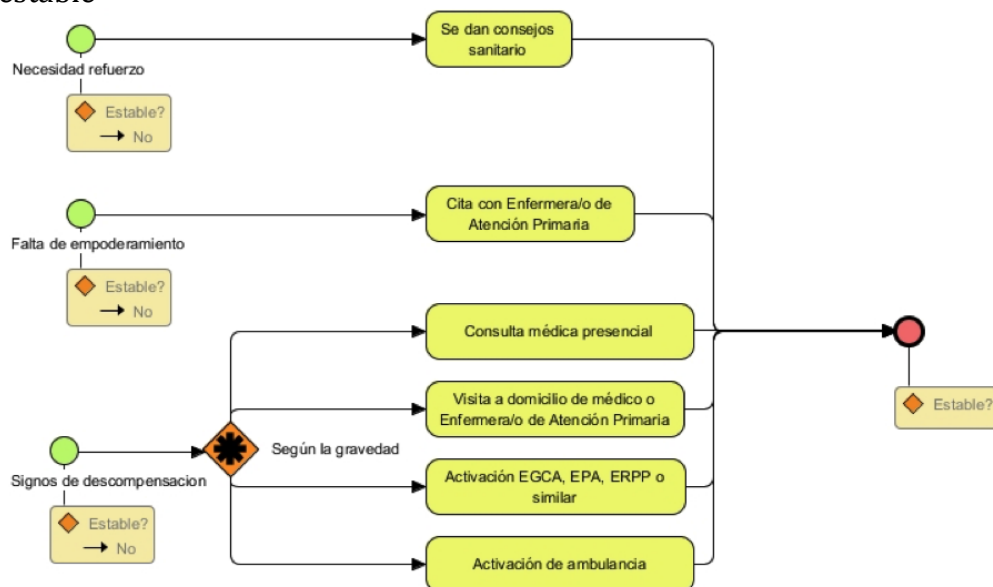 estable
Se dan consejos
sanitario
Necesidad refuerzo
Estable?
No
Cita con Enfermera/o de
Atención Primaria
Falta de empoderamiento
Estable?
No
Consulta médica presencial
Visita a domicilio de médico o
Enfermera/o de Atención Primaria
Estable?
Según la gravedad
Signos de descompensacion
Activación EGCA, EPA, ERPP o
similar
Estable?
No
Activación de ambulancia